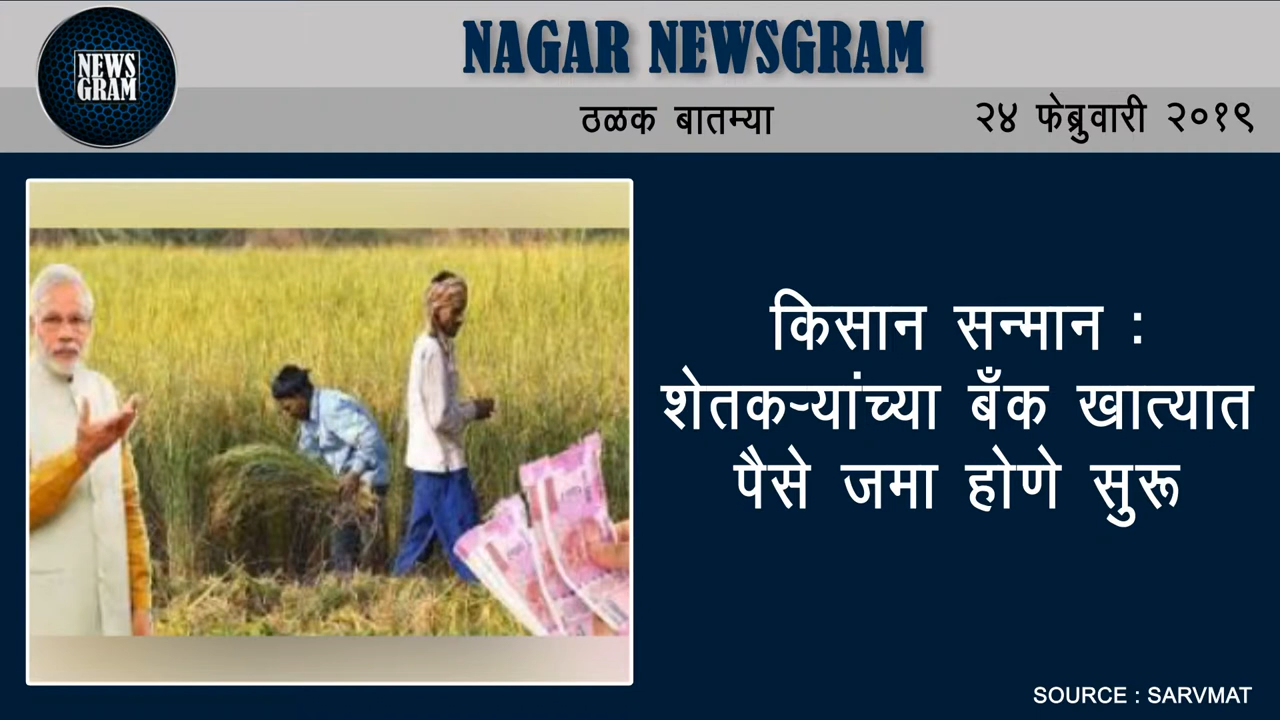 NEWS
GRAM
NAGAR NEWSGRAM
ठळक बातम्या
२४ फेब्रुवारी २०१९
किसान सन्मान :
शेतकऱ्यांच्या बँक खात्यात
पैसे जमा होणे सुरू
SOURCE : SARVMAT